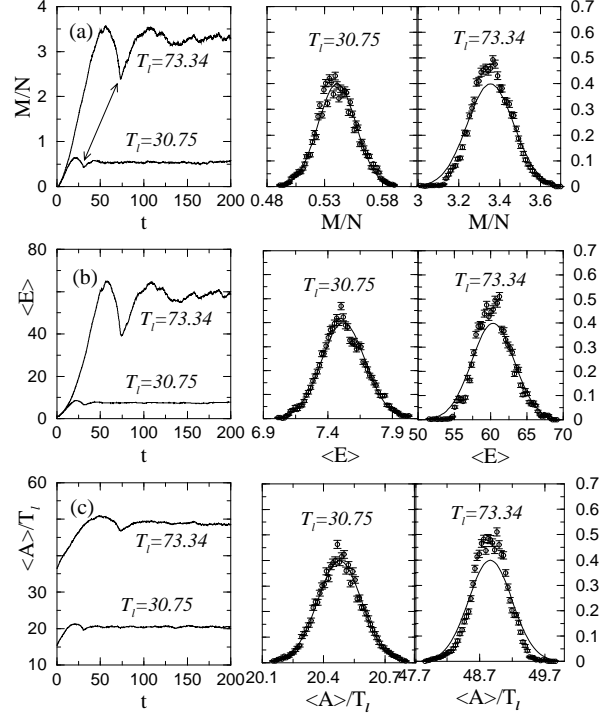 (a)
T_l=73.34
T_l=30.75
M/N
4
3
2
1
0
0 50 100 150 200
t
T_l=30.75
0.48 0.53 0.58
M/N
T_l=73.34
3 3.2 3.4 3.6
M/N
0.7
0.6
0.5
0.4
0.3
0.2
0.1
0
(b)
T_l=73.34
T_l=30.75
<E>
80
60
40
20
0
0 50 100 150 200
t
T_l=30.75
6.9 7.4 7.9
<E>
T_l=73.34
50 55 60 65 70
<E>
0.7
0.6
0.5
0.4
0.3
0.2
0.1
0
(c)
T_l=73.34
T_l=30.75
<A>/T_l
60
50
40
30
20
10
0 50 100 150 200
t
T_l=30.75
20.1 20.4 20.7
<A>/T_l
T_l=73.34
47.7 48.7 49.7
<A>/T_l
0.7
0.6
0.5
0.4
0.3
0.2
0.1
0